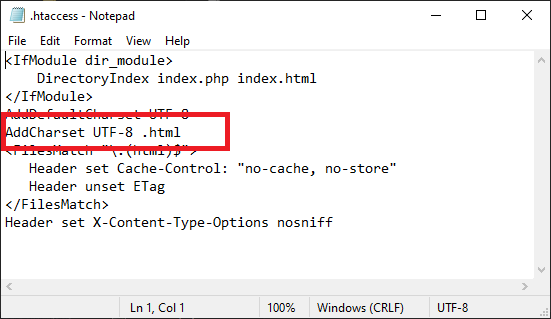 .htaccess - Notepad
File Edit Format View Help
<IfModule dir_module>
DirectoryIndex index.php index.html
</IfModule>
AddDefaultCharset UTF-8
AddCharset UTF-8 .html
<FilesMatch "\.(html)$">
Header set Cache-Control: "no-cache, no-store"
Header unset ETag
</FilesMatch>
Header set X-Content-Type-Options nosniff
Ln 1, Col 1 100% Windows (CRLF) UTF-8